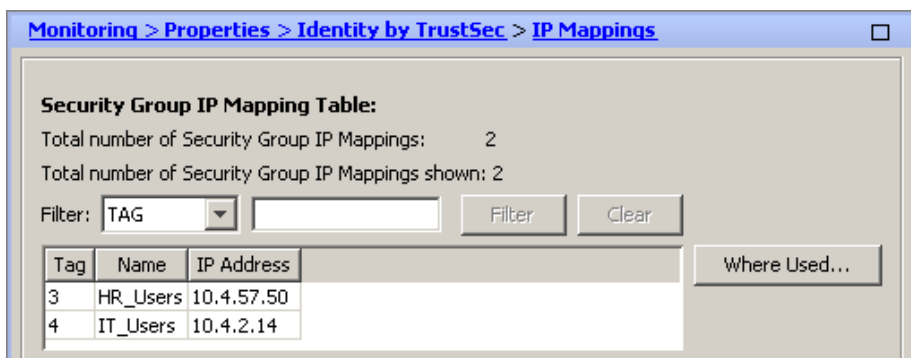 Monitoring > Properties > Identity by TrustSec > IP Mappings
Security Group IP Mapping Table:
Total number of Security Group IP Mappings: 2
Total number of Security Group IP Mappings shown: 2
Filter: TAG Filter Clear
Tag Name IP Address Where Used...
3 HR_Users 10.4.57.50
4 IT_Users 10.4.2.14